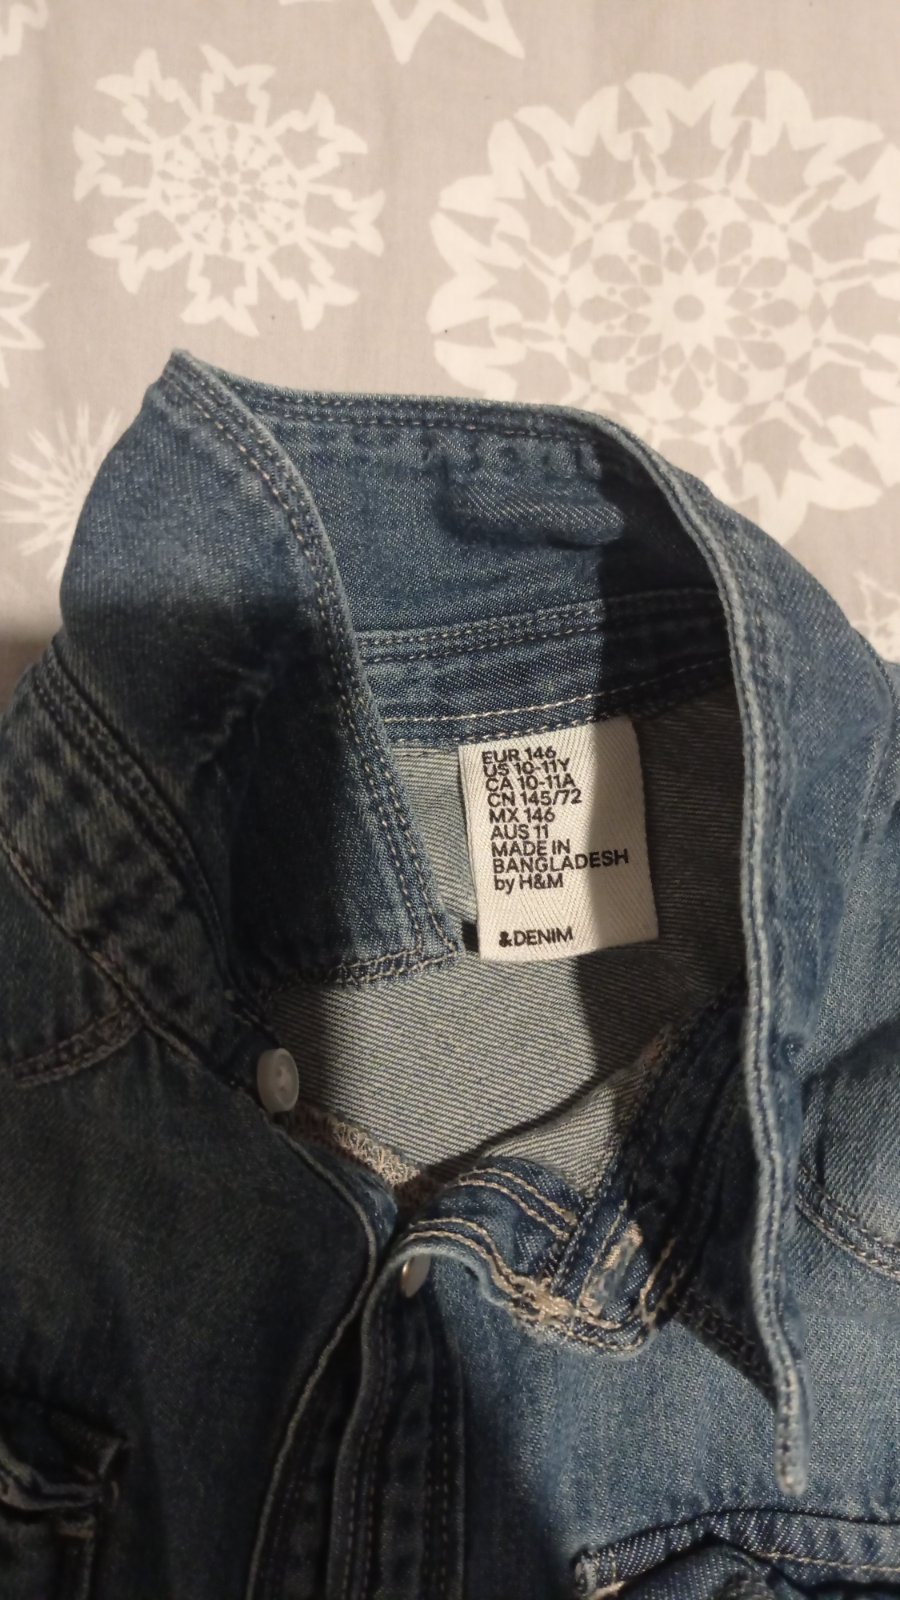 EUR 146
US 10-11Y
CA 10-11A
CN 145/72
MX 146
AUS 11
MADE IN
BANGLADESH
by H&M
&DENIM